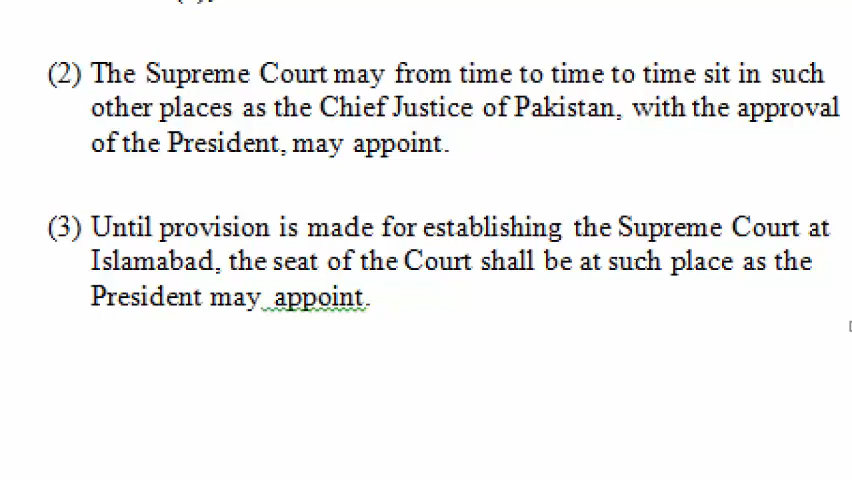 (2) The Supreme Court may from time to time to time sit in such
other places as the Chief Justice of Pakistan, with the approval
of the President, may appoint.
(3) Until provision is made for establishing the Supreme Court at
Islamabad, the seat of the Court shall be at such place as the
President may appoint.